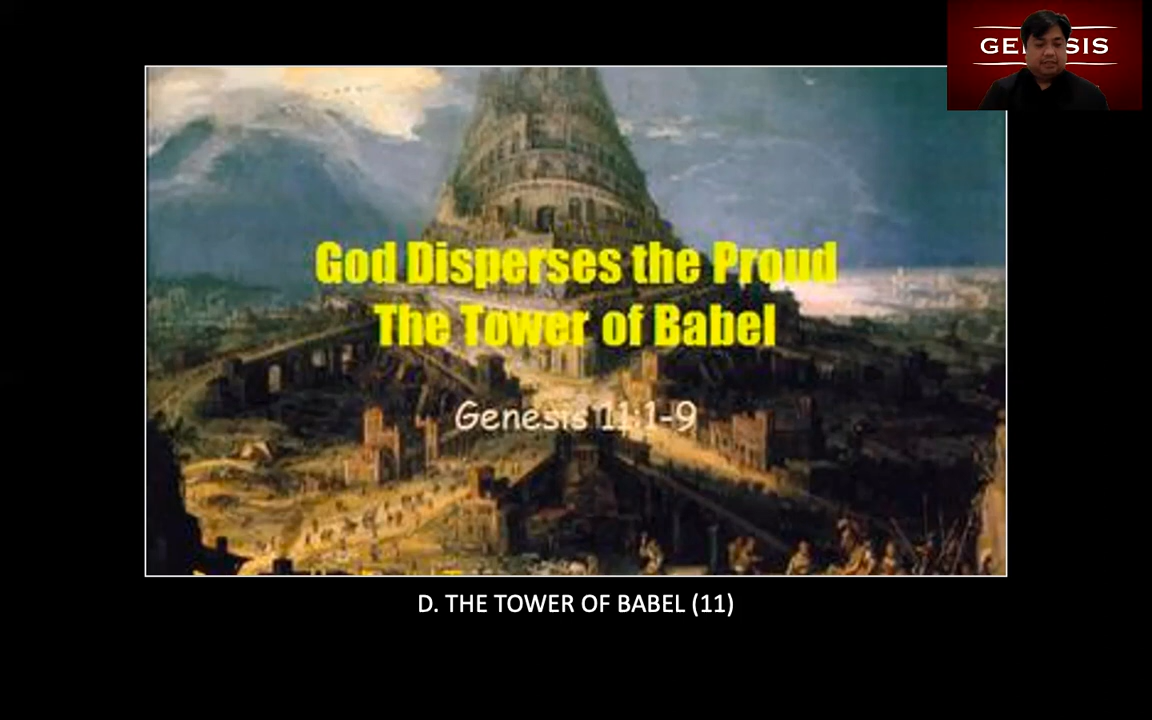 GENESIS
God Disperses the Proud
The Tower of Babel
Genesis 11:1-9
D. THE TOWER OF BABEL (11)